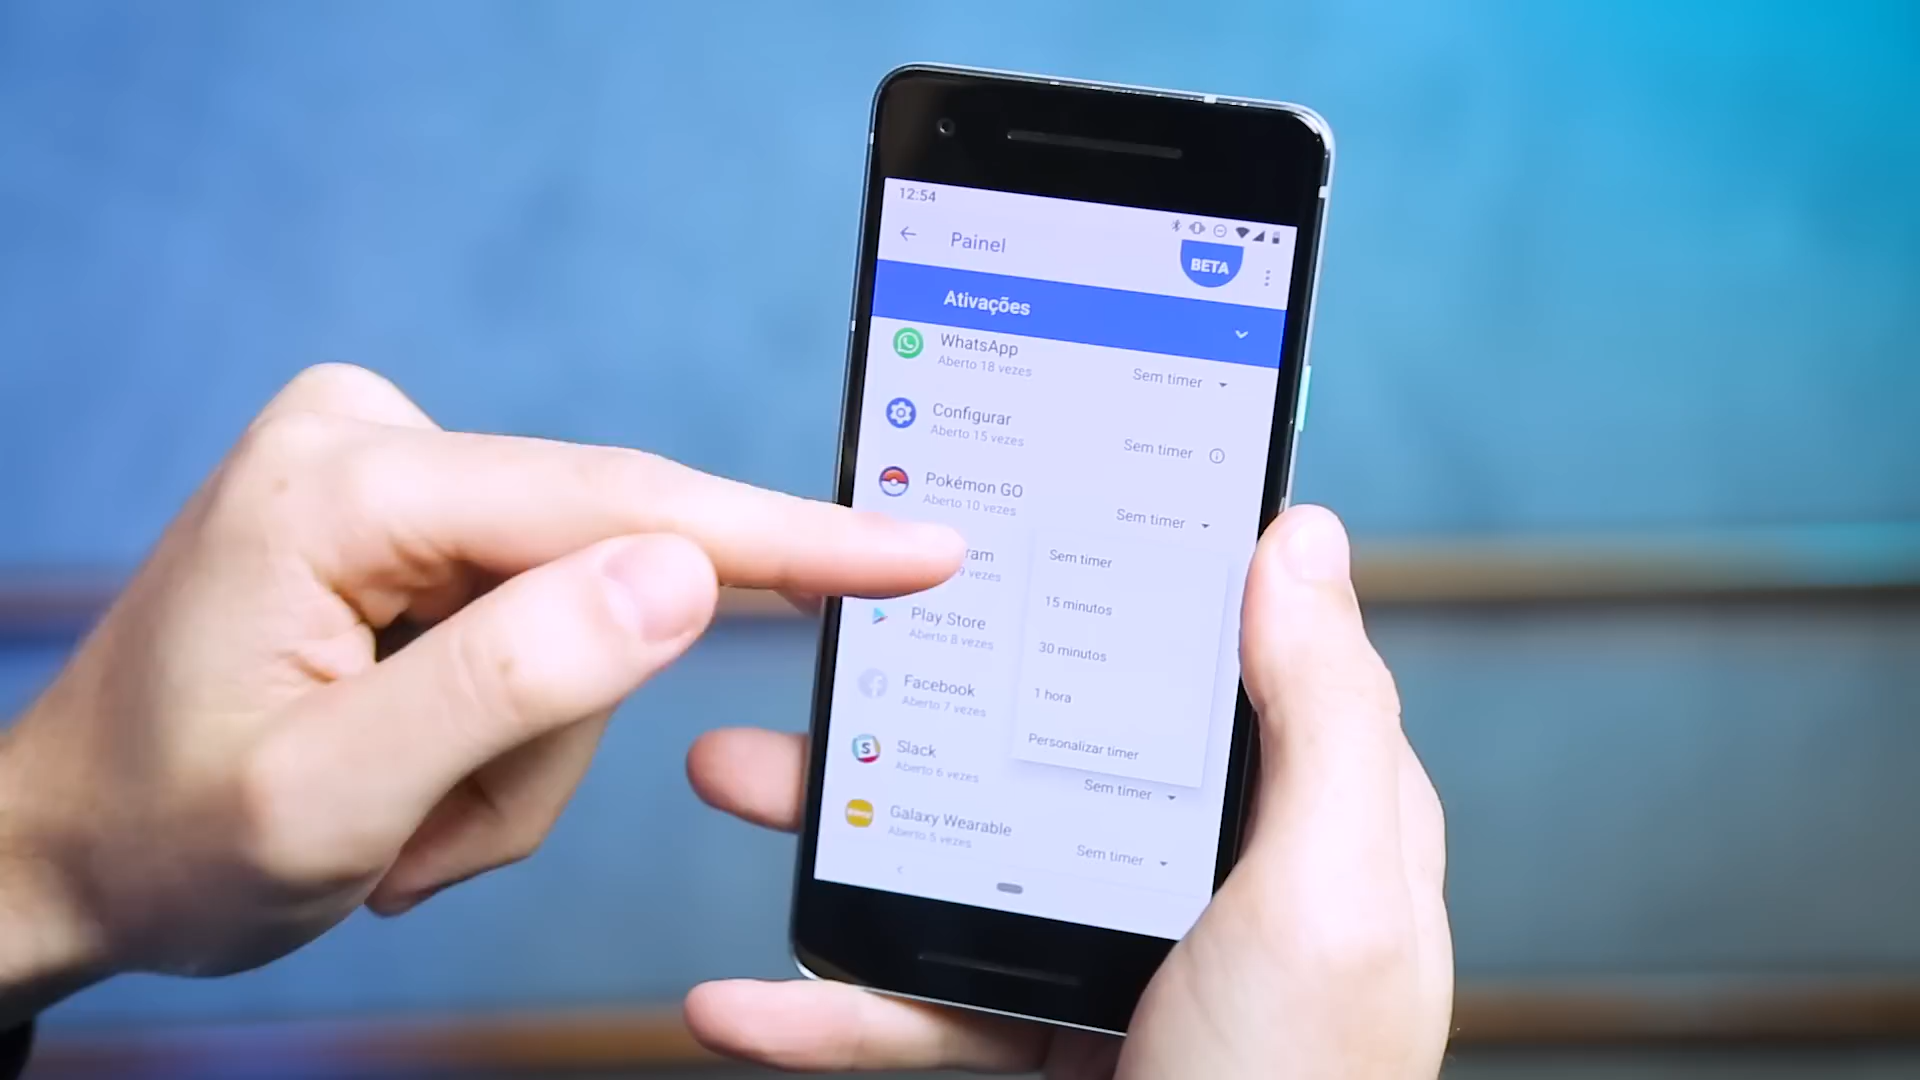 12:54
Painel
BETA
Ativações
WhatsApp
Aberto 18 vezes
Sem timer
Configurar
Aberto 15 vezes
Sem timer
Pokémon GO
Aberto 10 vezes
Sem timer
ram
9 vezes
Sem timer
15 minutos
30 minutos
1 hora
Personalizar timer
Play Store
Aberto 8 vezes
Facebook
Aberto 7 vezes
Slack
Aberto 6 vezes
Sem timer
Galaxy Wearable
Aberto 5 vezes
Sem timer